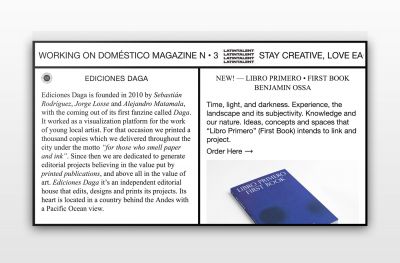 WORKING ON DOMÉSTICO MAGAZINE N • 3
LATINTALENT
LATINTALENT
LATINTALENT
LATINTALENT
STAY CREATIVE, LOVE EA
EDICIONES DAGA
Ediciones Daga is founded in 2010 by Sebastián
Rodríguez, Jorge Losse and Alejandro Matamala,
with the coming out of its first fanzine called Daga.
It worked as a visualization platform for the work
of young local artist. For that occasion we printed a
thousand copies which we delivered throughout the
city under the motto “for those who smell paper
and ink”. Since then we are dedicated to generate
editorial projects believing in the value put by
printed publications, and above all in the value of
art. Ediciones Daga it’s an independent editorial
house that edits, designs and prints its projects. Its
heart is located in a country behind the Andes with
a Pacific Ocean view.
NEW! — LIBRO PRIMERO • FIRST BOOK
BENJAMIN OSSA
Time, light, and darkness. Experience, the
landscape and its subjectivity. Knowledge and
our nature. Ideas, concepts and spaces that
“Libro Primero” (First Book) intends to link and
project.
Order Here →
LIBRO PRIMERO
FIRST BOOK